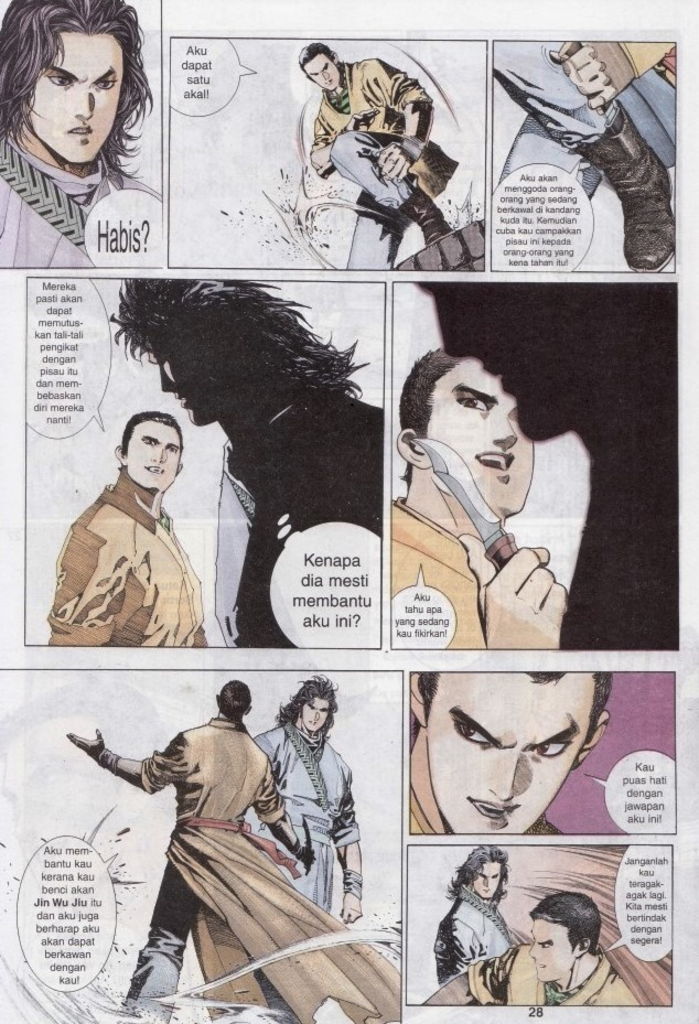 Habis?
Aku
dapat
satu
akal!
Aku akan
menggoda orang-
orang yang sedang
berkawal di kandang
kuda itu. Kemudian
cuba kau campakkan
pisau ini kepada
orang-orang yang
kena tahan itu!
Mereka
pasti akan
dapat
memutus-
kan tali-tali
pengikat
dengan
pisau itu
dan mem-
bebaskan
diri mereka
nanti!
Kenapa
dia mesti
membantu
aku ini?
Aku
tahu apa
yang sedang
kau fikirkan!
Aku mem-
bantu kau
kerana kau
benci akan
Jin Wu Jiu itu
dan aku juga
berharap aku
akan dapat
berkawan
dengan
kau!
Kau
puas hati
dengan
jawapan
aku ini!
Janganlah
kau
teragak-
agak lagi.
Kita mesti
bertindak
dengan
segera!
28